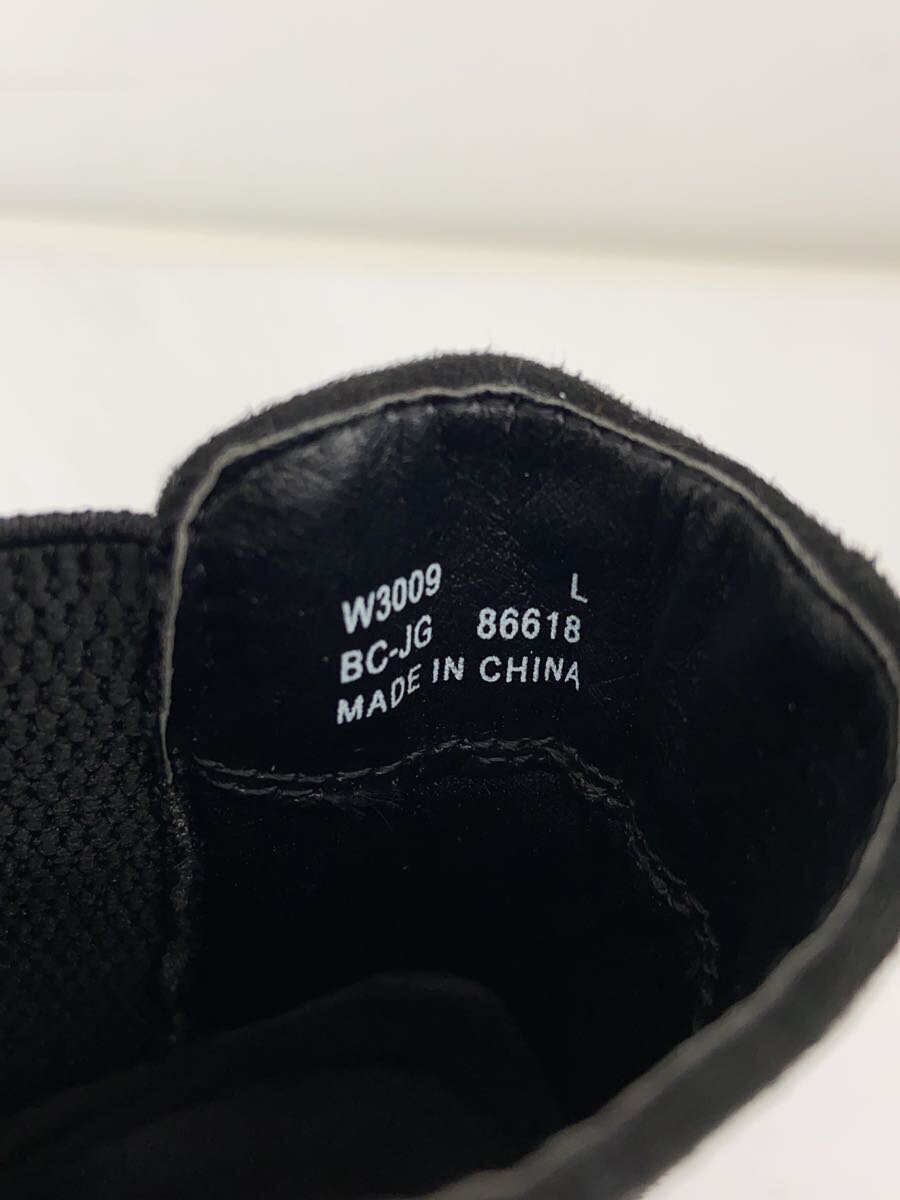 W3009 L
BC-JG 86618
MADE IN CHINA